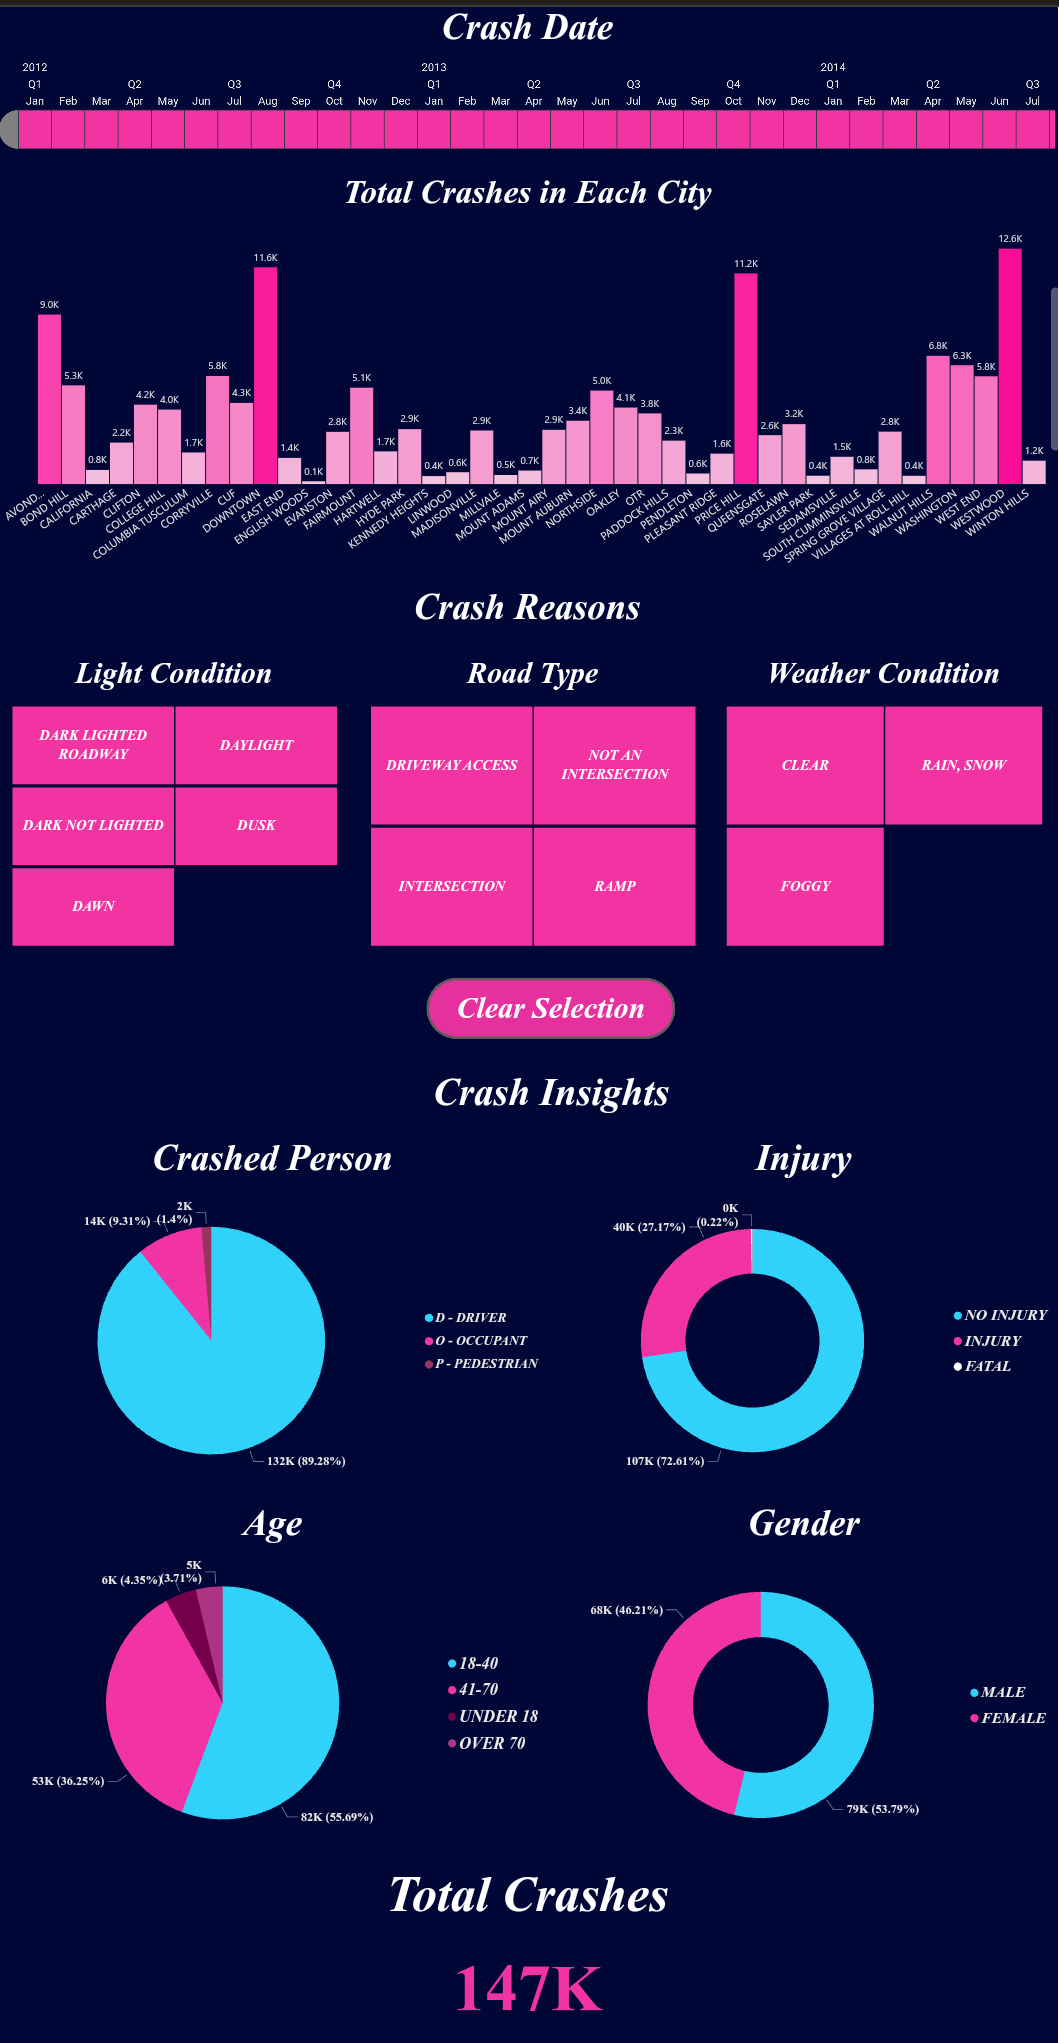 Crash Date
2012 2013 2014
Q1 Q2 Q3 Q4 Q1 Q2 Q3 Q4 Q1 Q2 Q3
Jan Feb Mar Apr May Jun Jul Aug Sep Oct Nov Dec Jan Feb Mar Apr May Jun Jul Aug Sep Oct Nov Dec Jan Feb Mar Apr May Jun Jul
Total Crashes in Each City
9.0K 5.3K 0.8K 2.2K 4.2K 4.0K 1.7K 5.8K 4.3K 11.6K 1.4K 0.1K 2.8K 5.1K 1.7K 2.9K 0.4K 0.6K 2.9K 0.5K 0.7K 2.9K 3.4K 5.0K 4.1K 3.8K 2.3K 0.6K 1.6K 11.2K 2.6K 3.2K 0.4K 1.5K 0.8K 2.8K 0.4K 6.8K 6.3K 5.8K 12.6K 1.2K
AVOND...
BOND HILL
CALIFORNIA
CARTHAGE
CLIFTON
COLLEGE HILL
COLUMBIA TUSCULUM
CORRYVILLE
CUF
DOWNTOWN
EAST END
ENGLISH WOODS
EVANSTON
FAIRMOUNT
HARTWELL
HYDE PARK
KENNEDY HEIGHTS
LINWOOD
MADISONVILLE
MILLVALE
MOUNT ADAMS
MOUNT AIRY
MOUNT AUBURN
NORTHSIDE
OAKLEY
OTR
PADDOCK HILLS
PENDLETON
PLEASANT RIDGE
PRICE HILL
QUEENSGATE
ROSELAWN
SAYLER PARK
SEDAMSVILLE
SOUTH CUMMINSVILLE
SPRING GROVE VILLAGE
VILLAGES AT ROLL HILL
WALNUT HILLS
WASHINGTON
WEST END
WESTWOOD
WINTON HILLS
Crash Reasons
Light Condition
DARK LIGHTED
ROADWAY
DAYLIGHT
DARK NOT LIGHTED
DUSK
DAWN
Road Type
DRIVEWAY ACCESS
NOT AN
INTERSECTION
INTERSECTION
RAMP
Weather Condition
CLEAR
RAIN, SNOW
FOGGY
Clear Selection
Crash Insights
Crashed Person
2K
(1.4%)
14K (9.31%)
132K (89.28%)
D - DRIVER
O - OCCUPANT
P - PEDESTRIAN
Injury
0K
(0.22%)
40K (27.17%)
107K (72.61%)
NO INJURY
INJURY
FATAL
Age
5K
(3.71%)
6K (4.35%)
53K (36.25%)
82K (55.69%)
18-40
41-70
UNDER 18
OVER 70
Gender
68K (46.21%)
79K (53.79%)
MALE
FEMALE
Total Crashes
147K